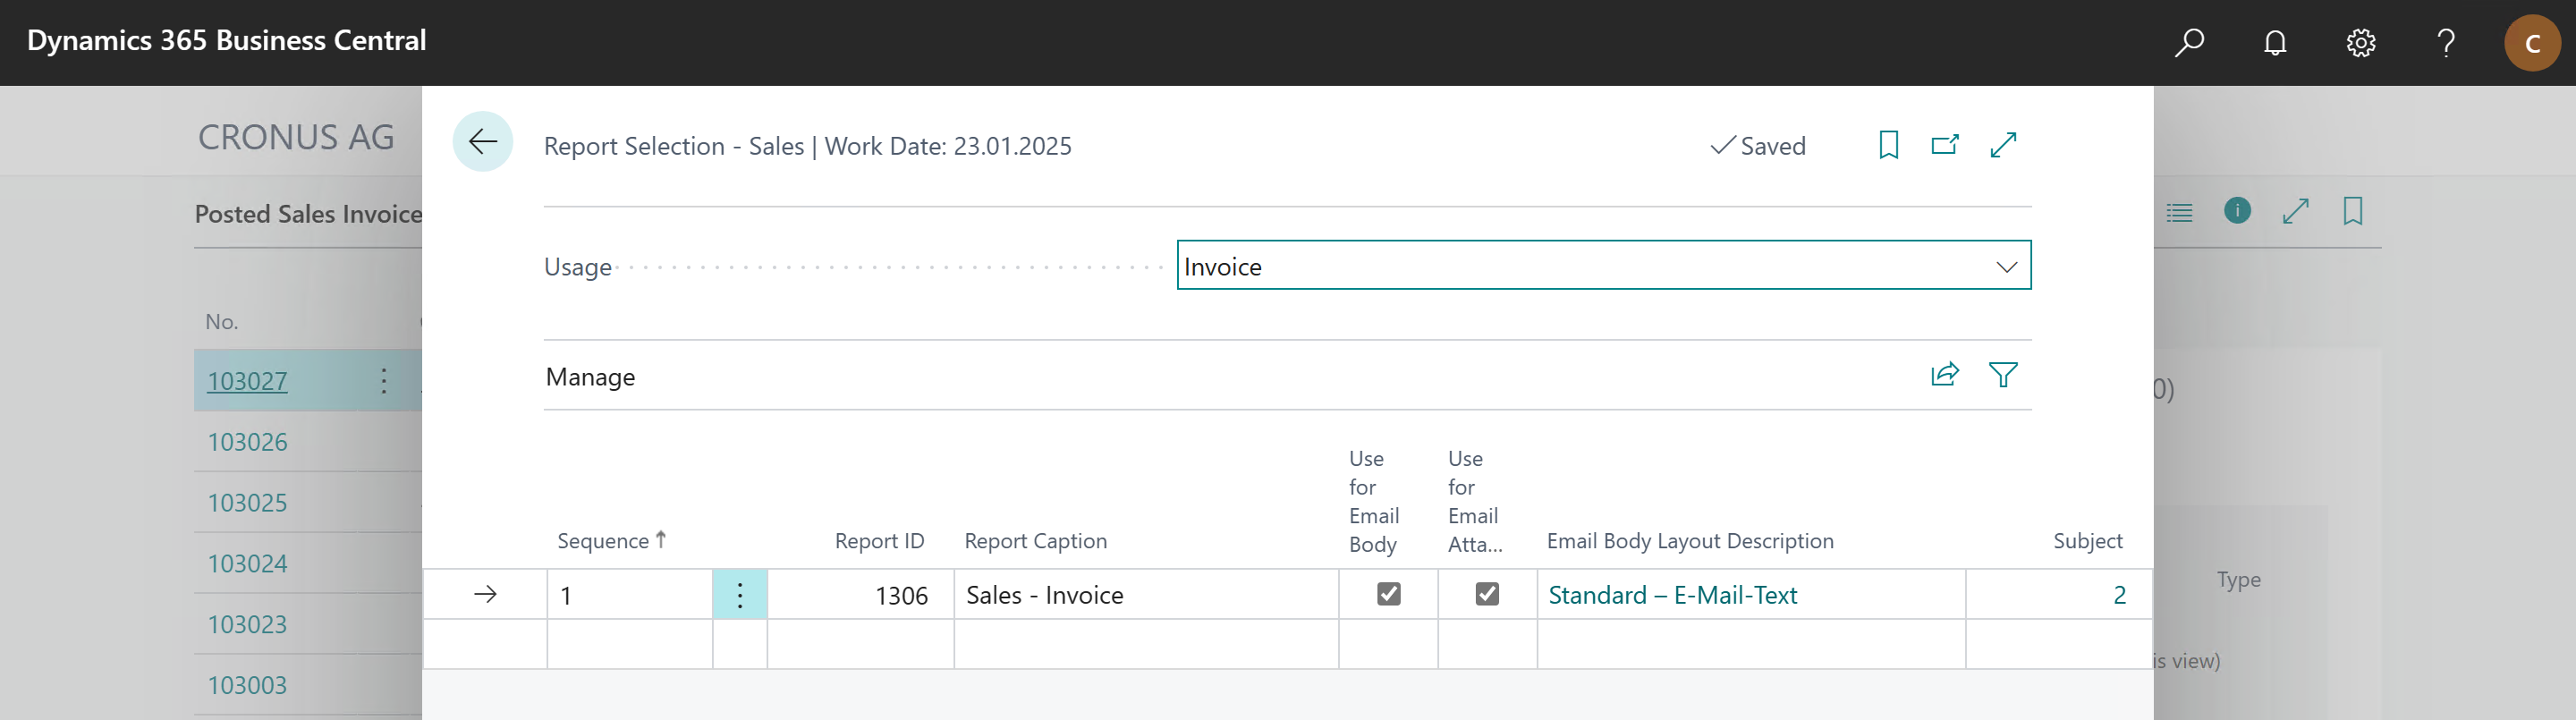 Dynamics 365 Business Central
C
CRONUS AG
Report Selection - Sales | Work Date: 23.01.2025
Saved
Posted Sales Invoice
Usage
Invoice
No.
Manage
103027
103026
103025
103024
103023
103003
0)
Use for Email Body
Use for Email Atta...
Sequence
Report ID
Report Caption
Email Body Layout Description
Subject
1
1306
Sales - Invoice
Standard – E-Mail-Text
2
Type
is view)